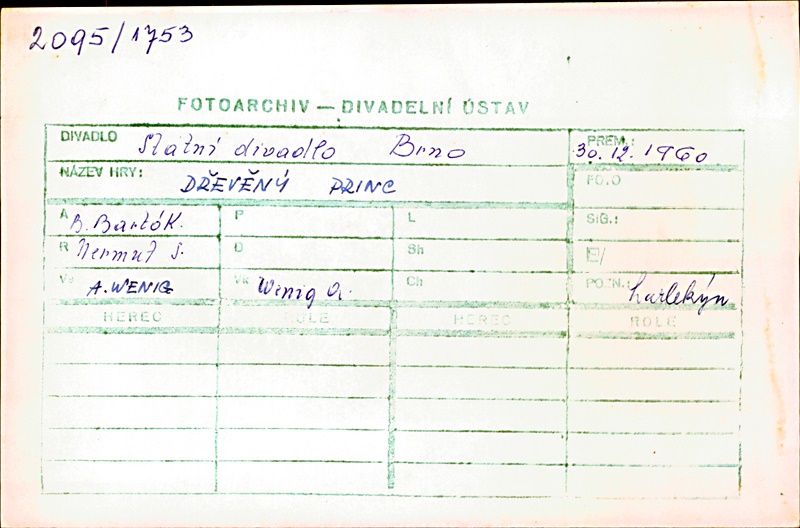 2095/1753
FOTOARCHIV — DIVADELNÍ ÚSTAV
DIVADLO Státní divadlo Brno PREM.: 30.12.1960
NÁZEV HRY: DŘEVĚNÝ PRINC FO.O
A B. Bartók. P L SIG.:
R Nermut S. D Sh
A. WENIG Vk Wenig A. Ch POZN.: harlekýn
HEREC ROLE HEREC ROLE